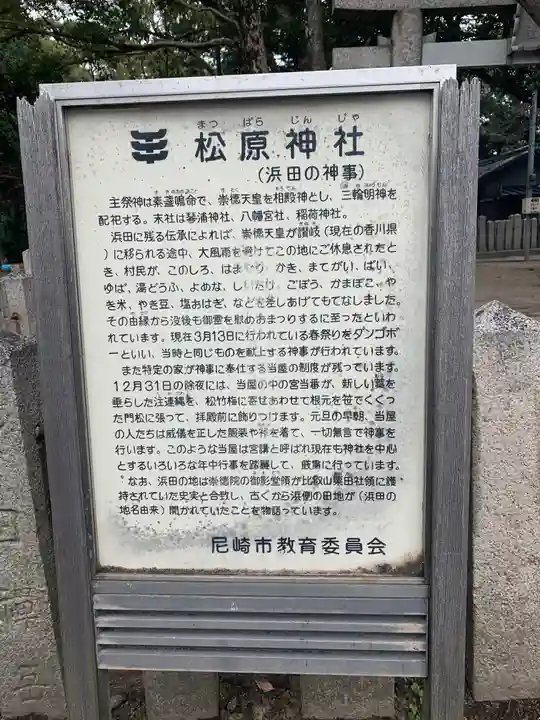 まつ ばら じん じゃ
松原神社
(浜田の神事)
主祭神は素盞嗚命で、崇徳天皇を相殿神とし、三輪明神を
配祀する。末社は琴浦神社、八幡宮社、稲荷神社。
浜田に残る伝承によれば、崇徳天皇が讃岐(現在の香川県
)に移られる途中、大風雨を避けてこの地にご休息されたと
き、村民が、このしろ、はまぐり、かき、まてがい、ばい、
ゆば、湯どうふ、よめな、しいたけ、ごぼう、かまぼこ、や
き米、やき豆、塩おはぎ、などを差しあげてもてなしました。
その由縁から没後も御霊を慰めおまつりするに至ったといわ
れています。現在3月13日に行われている春祭りをダンゴボ
ーといい、当時と同じものを献上する神事が行われています。
また特定の家が神事に奉仕する当屋の制度が残っています。
12月31日の除夜には、当屋の中の宮当番が、新しい藁を
垂らした注連縄を、松竹梅に寄せあわせて根元を笹でくくっ
た門松に張って、拝殿前に飾りつけます。元旦の早朝、当屋
の人たちは威儀を正した服装や裃を着て、一切無言で神事を
行います。このような当屋は宮講と呼ばれ現在も神社を中心
とするいろいろな年中行事を踏襲して、厳粛に行っています。
なお、浜田の地は崇徳院の御影堂領が比叡山粟田社領に護
持されていた史実と合致し、古くから浜側の田地が(浜田の
地名由来)開かれていたことを物語っています。
尼崎市教育委員会